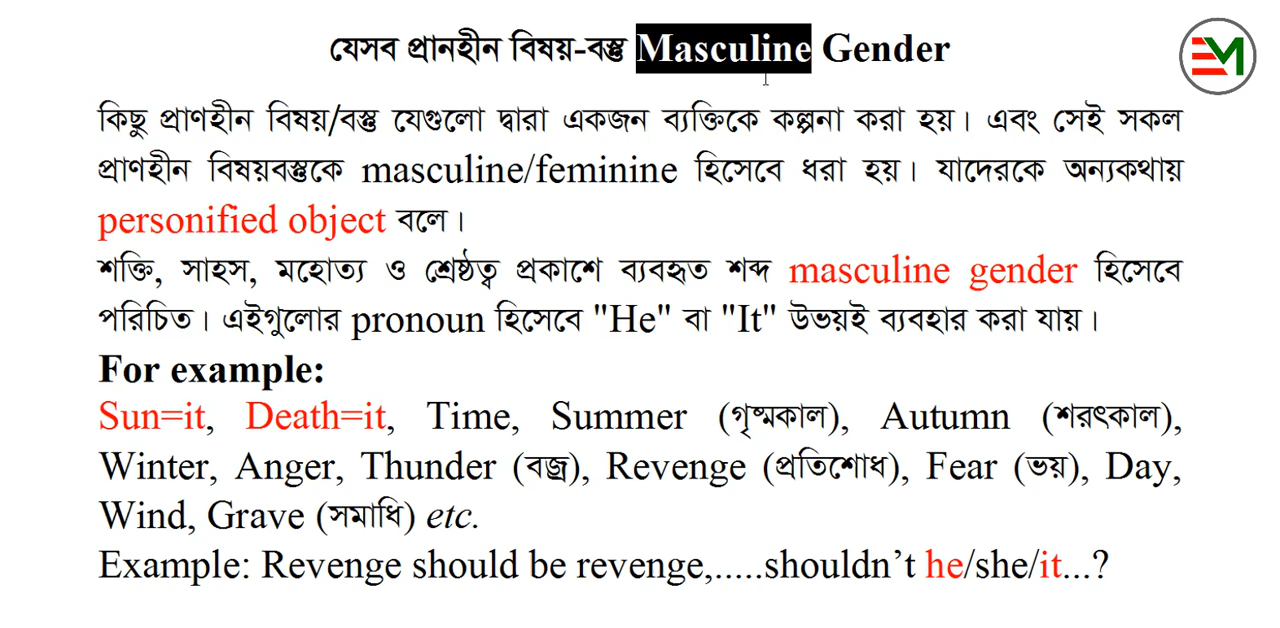 যেসব প্রানহীন বিষয়-বস্তু Masculine Gender
EM
কিছু প্রাণহীন বিষয়/বস্তু যেগুলো দ্বারা একজন ব্যক্তিকে কল্পনা করা হয়। এবং সেই সকল
প্রাণহীন বিষয়বস্তুকে masculine/feminine হিসেবে ধরা হয়। যাদেরকে অন্যকথায়
personified object বলে।
শক্তি, সাহস, মহোত্য ও শ্রেষ্ঠত্ব প্রকাশে ব্যবহৃত শব্দ masculine gender হিসেবে
পরিচিত। এইগুলোর pronoun হিসেবে "He" বা "It" উভয়ই ব্যবহার করা যায়।
For example:
Sun=it, Death=it, Time, Summer (গৃষ্মকাল), Autumn (শরৎকাল),
Winter, Anger, Thunder (বজ্র), Revenge (প্রতিশোধ), Fear (ভয়), Day,
Wind, Grave (সমাধি) etc.
Example: Revenge should be revenge,.....shouldn’t he/she/it...?